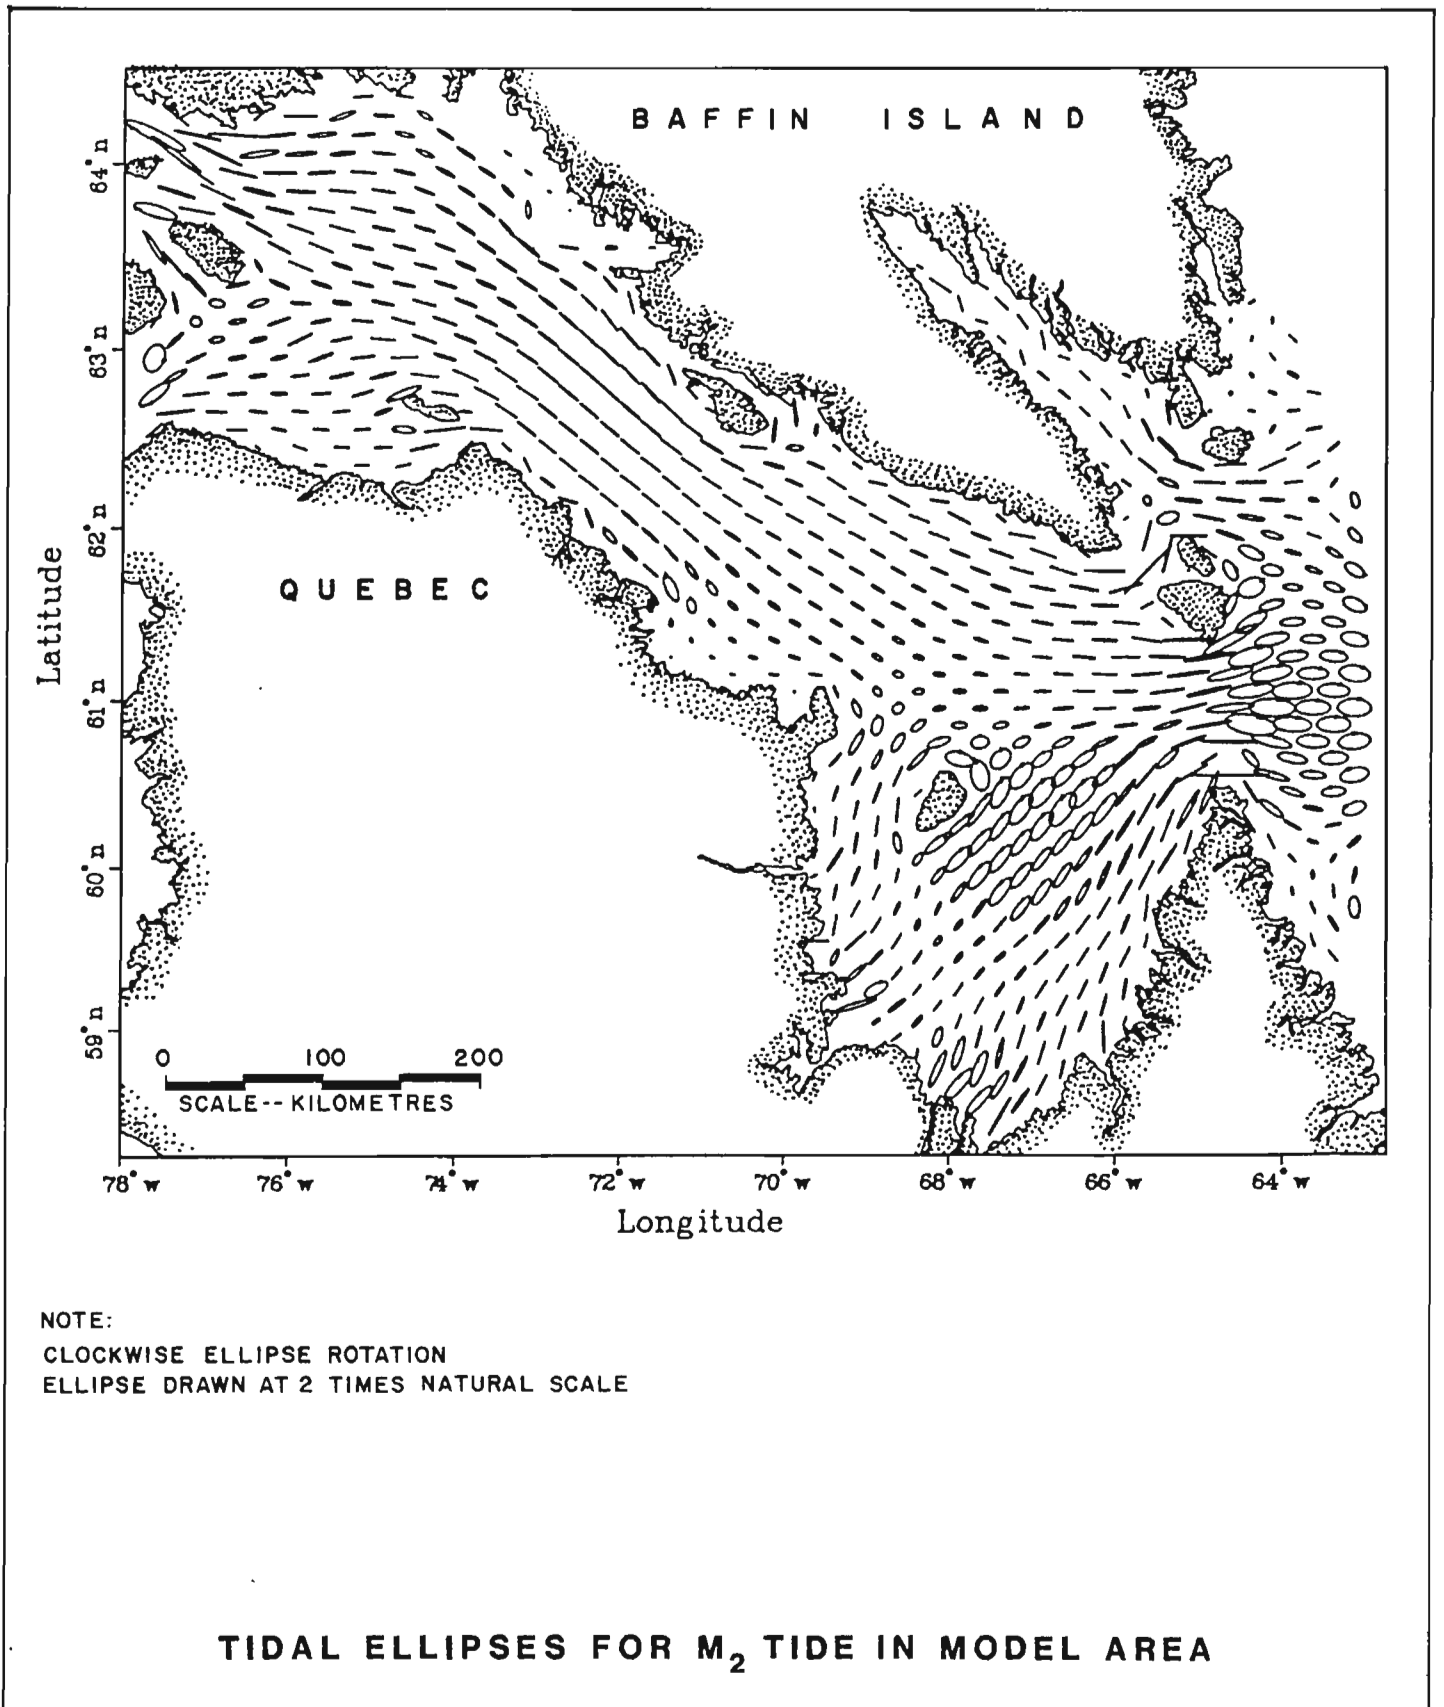 BAFFIN ISLAND
64°n
63°n
62°n
61°n
60°n
59°n
Latitude
QUEBEC
0 100 200
SCALE--KILOMETRES
78°w 76°w 74°w 72°w 70°w 68°w 66°w 64°w
Longitude
NOTE:
CLOCKWISE ELLIPSE ROTATION
ELLIPSE DRAWN AT 2 TIMES NATURAL SCALE
TIDAL ELLIPSES FOR M₂ TIDE IN MODEL AREA